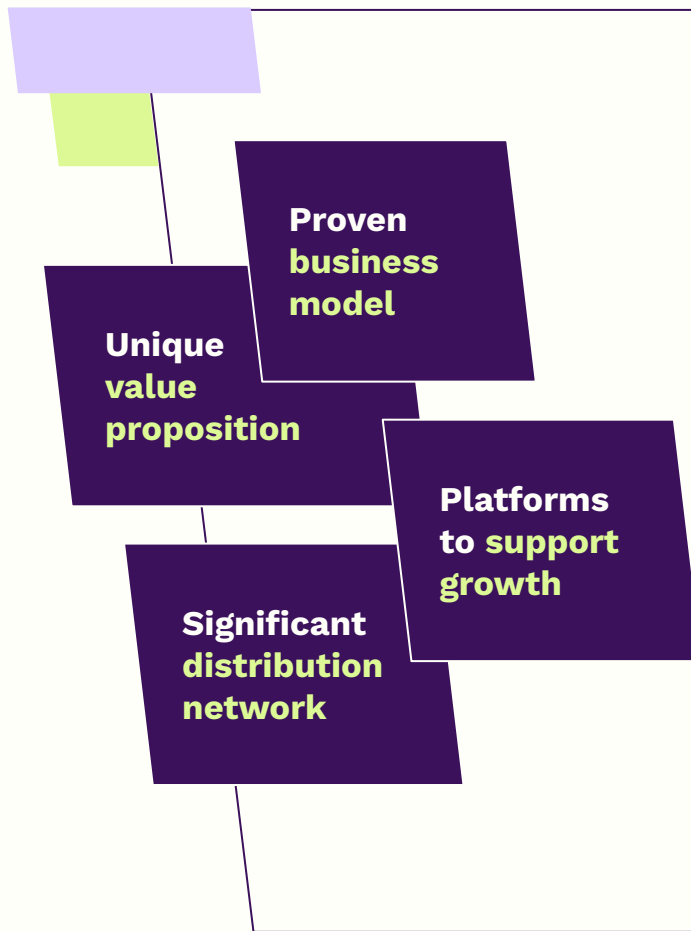 Proven
business
model
Unique
value
proposition
Platforms
to support
growth
Significant
distribution
network